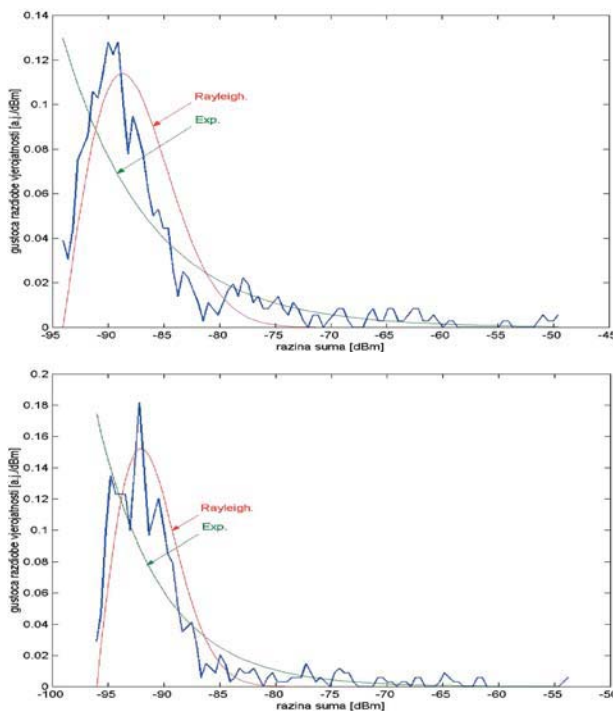 0.14
0.12
0.1
0.08
0.06
0.04
0.02
0
gustoca razdiobe vjerojatnosti [a.j./dBm]
Rayleigh.
Exp.
-95 -90 -85 -80 -75 -70 -65 -60 -55 -50 -45
razina suma [dBm]
0.2
0.18
0.16
0.14
0.12
0.1
0.08
0.06
0.04
0.02
0
gustoca razdiobe vjerojatnosti [a.j./dBm]
Rayleigh.
Exp.
-100 -95 -90 -85 -80 -75 -70 -65 -60 -55 -50
razina suma [dBm]